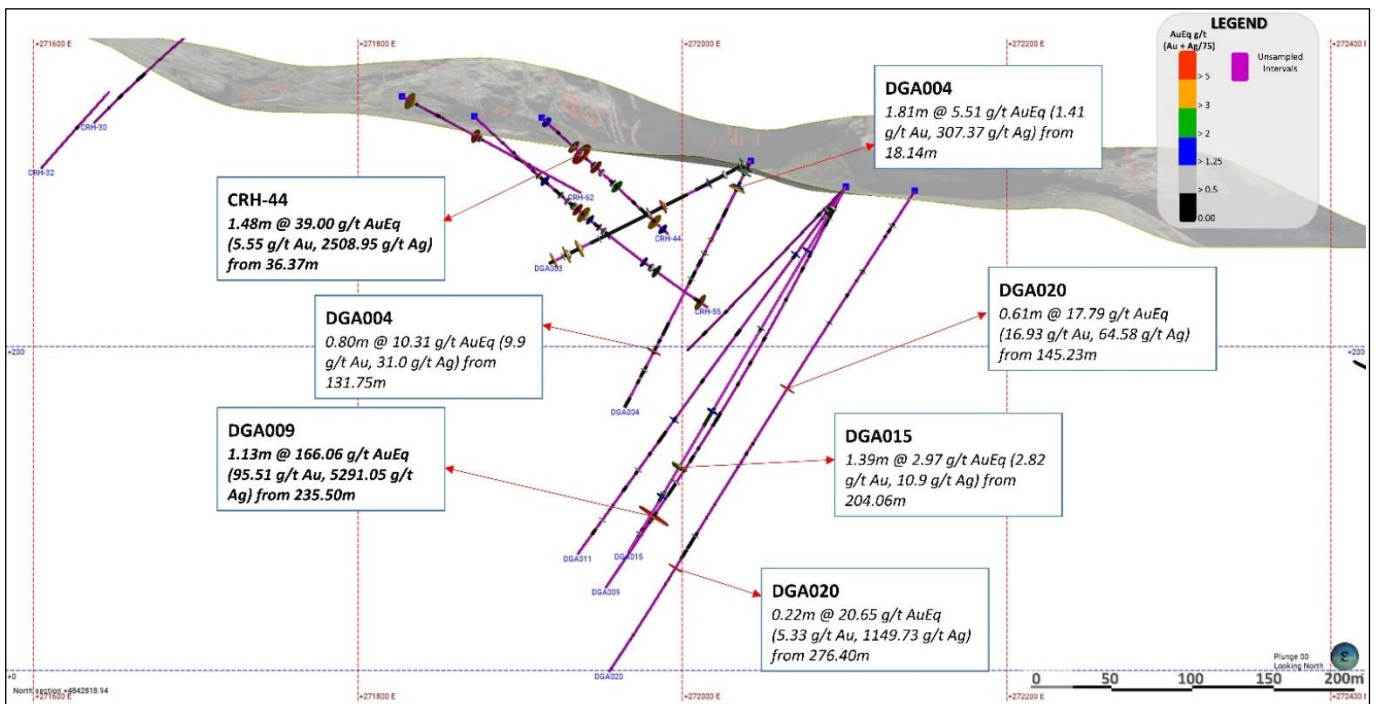 +271600 E
+271800 E
+272000 E
+272200 E
+272400 E
LEGEND
AuEq g/t
(Au + Ag/75)
> 5
> 3
> 2
> 1.25
> 0.5
0.00
Unsampled
Intervals
CRH-30
CRH-32
CRH-62
CRH-44
DGA003
CRH-55
DGA004
1.81m @ 5.51 g/t AuEq (1.41
g/t Au, 307.37 g/t Ag) from
18.14m
CRH-44
1.48m @ 39.00 g/t AuEq
(5.55 g/t Au, 2508.95 g/t Ag)
from 36.37m
DGA004
0.80m @ 10.31 g/t AuEq (9.9
g/t Au, 31.0 g/t Ag) from
131.75m
DGA020
0.61m @ 17.79 g/t AuEq
(16.93 g/t Au, 64.58 g/t Ag)
from 145.23m
+200
+200
DGA004
DGA009
1.13m @ 166.06 g/t AuEq
(95.51 g/t Au, 5291.05 g/t
Ag) from 235.50m
DGA015
1.39m @ 2.97 g/t AuEq (2.82
g/t Au, 10.9 g/t Ag) from
204.06m
DGA011
DGA015
DGA009
DGA020
0.22m @ 20.65 g/t AuEq
(5.33 g/t Au, 1149.73 g/t Ag)
from 276.40m
DGA020
+0
Plunge 00
Looking North
0 50 100 150 200m
North section +4842818.94
+271600 E
+271800 E
+272000 E
+272200 E
+272400 E